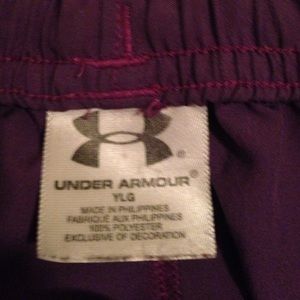 ®
UNDER ARMOUR®
YLG
MADE IN PHILIPPINES
FABRIQUE AUX PHILIPPINES
100% POLYESTER
EXCLUSIVE OF DECORATION